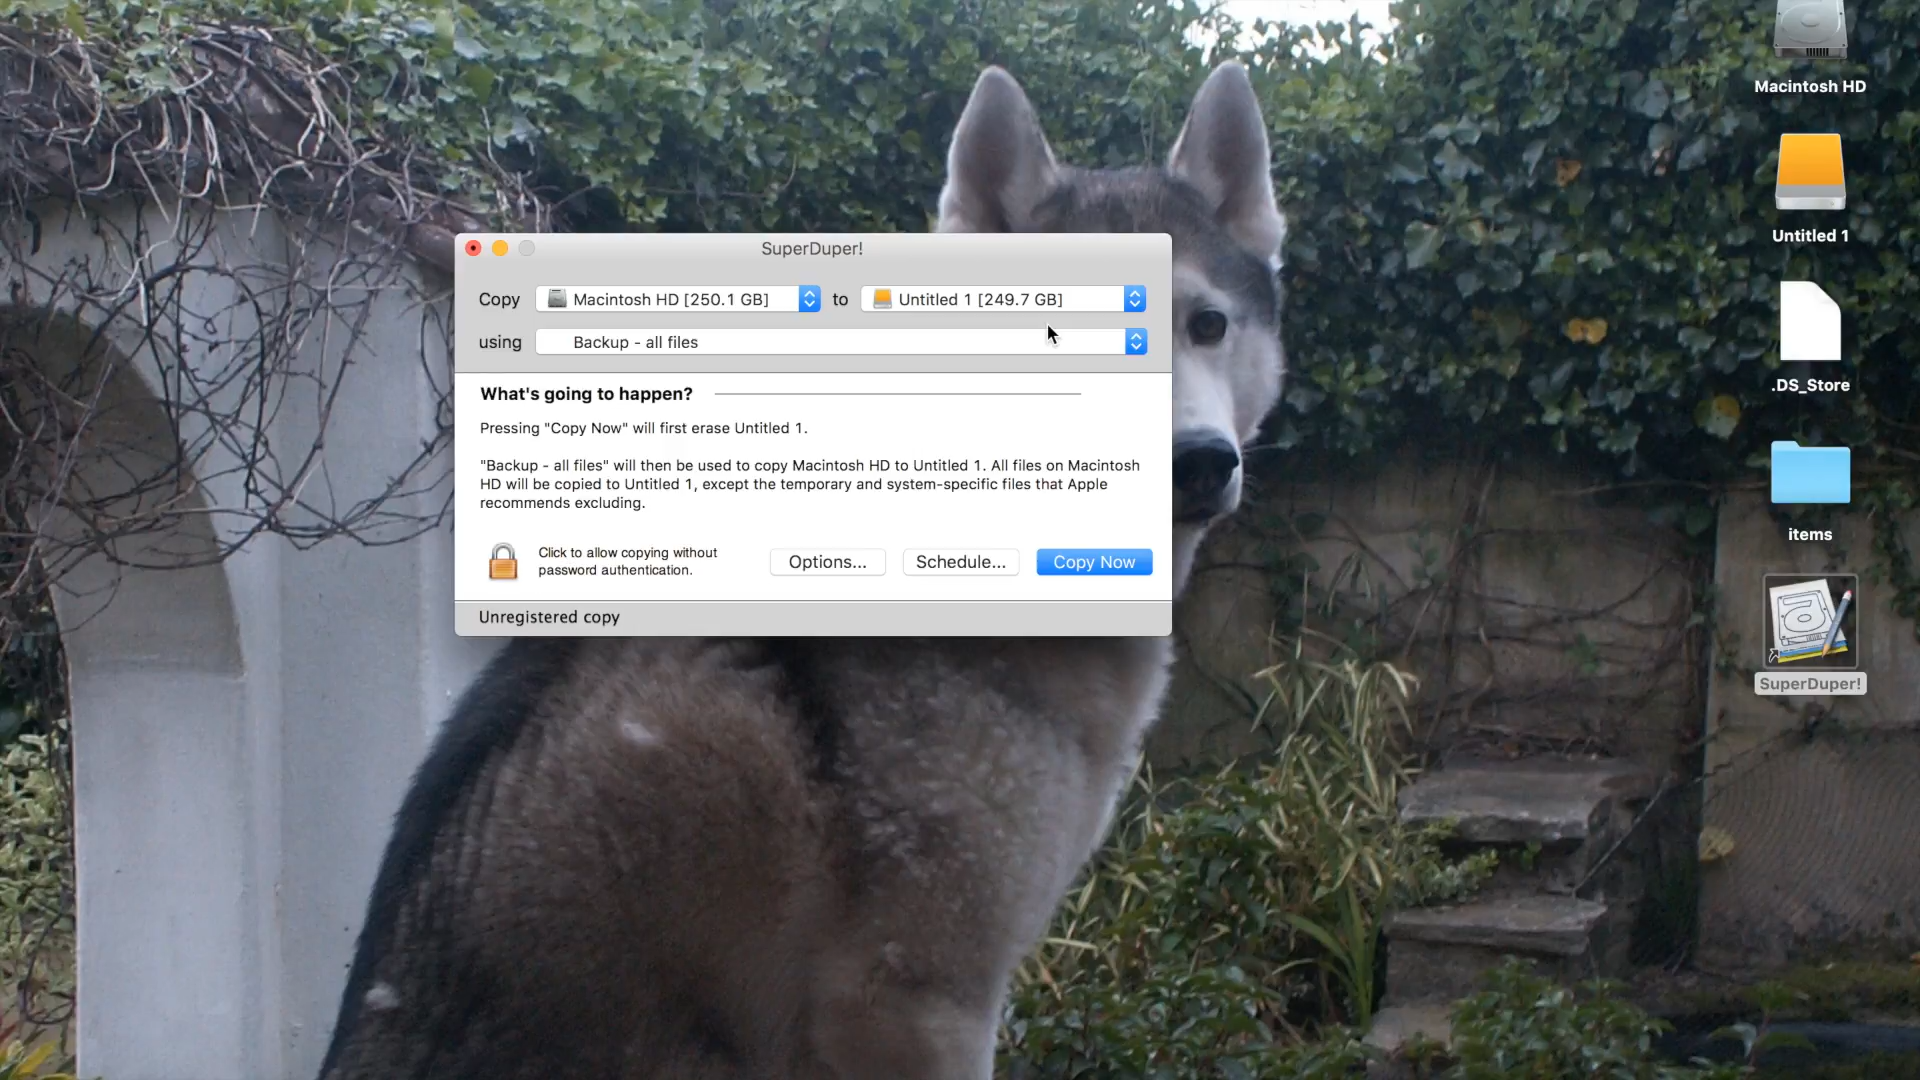 Macintosh HD
Untitled 1
SuperDuper!
Copy Macintosh HD [250.1 GB] to Untitled 1 [249.7 GB]
using Backup - all files
.DS_Store
What's going to happen?
Pressing "Copy Now" will first erase Untitled 1.
"Backup - all files" will then be used to copy Macintosh HD to Untitled 1. All files on Macintosh
HD will be copied to Untitled 1, except the temporary and system-specific files that Apple
recommends excluding.
items
Click to allow copying without
password authentication.
Options... Schedule... Copy Now
Unregistered copy
SuperDuper!